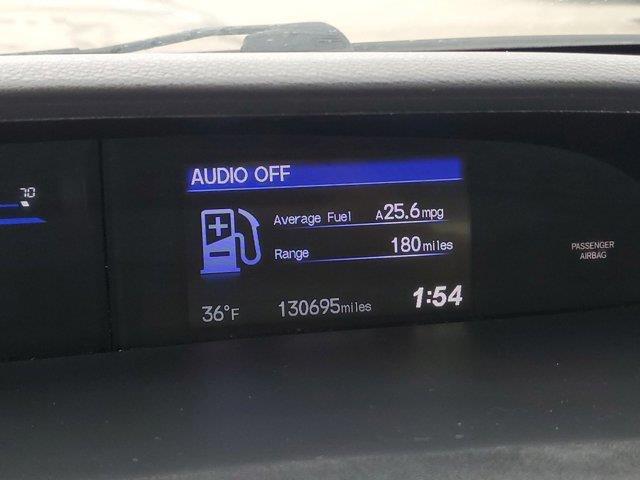 AUDIO OFF
70
Average Fuel A25.6mpg
Range 180miles
PASSENGER
AIRBAG
36°F 130695miles 1:54